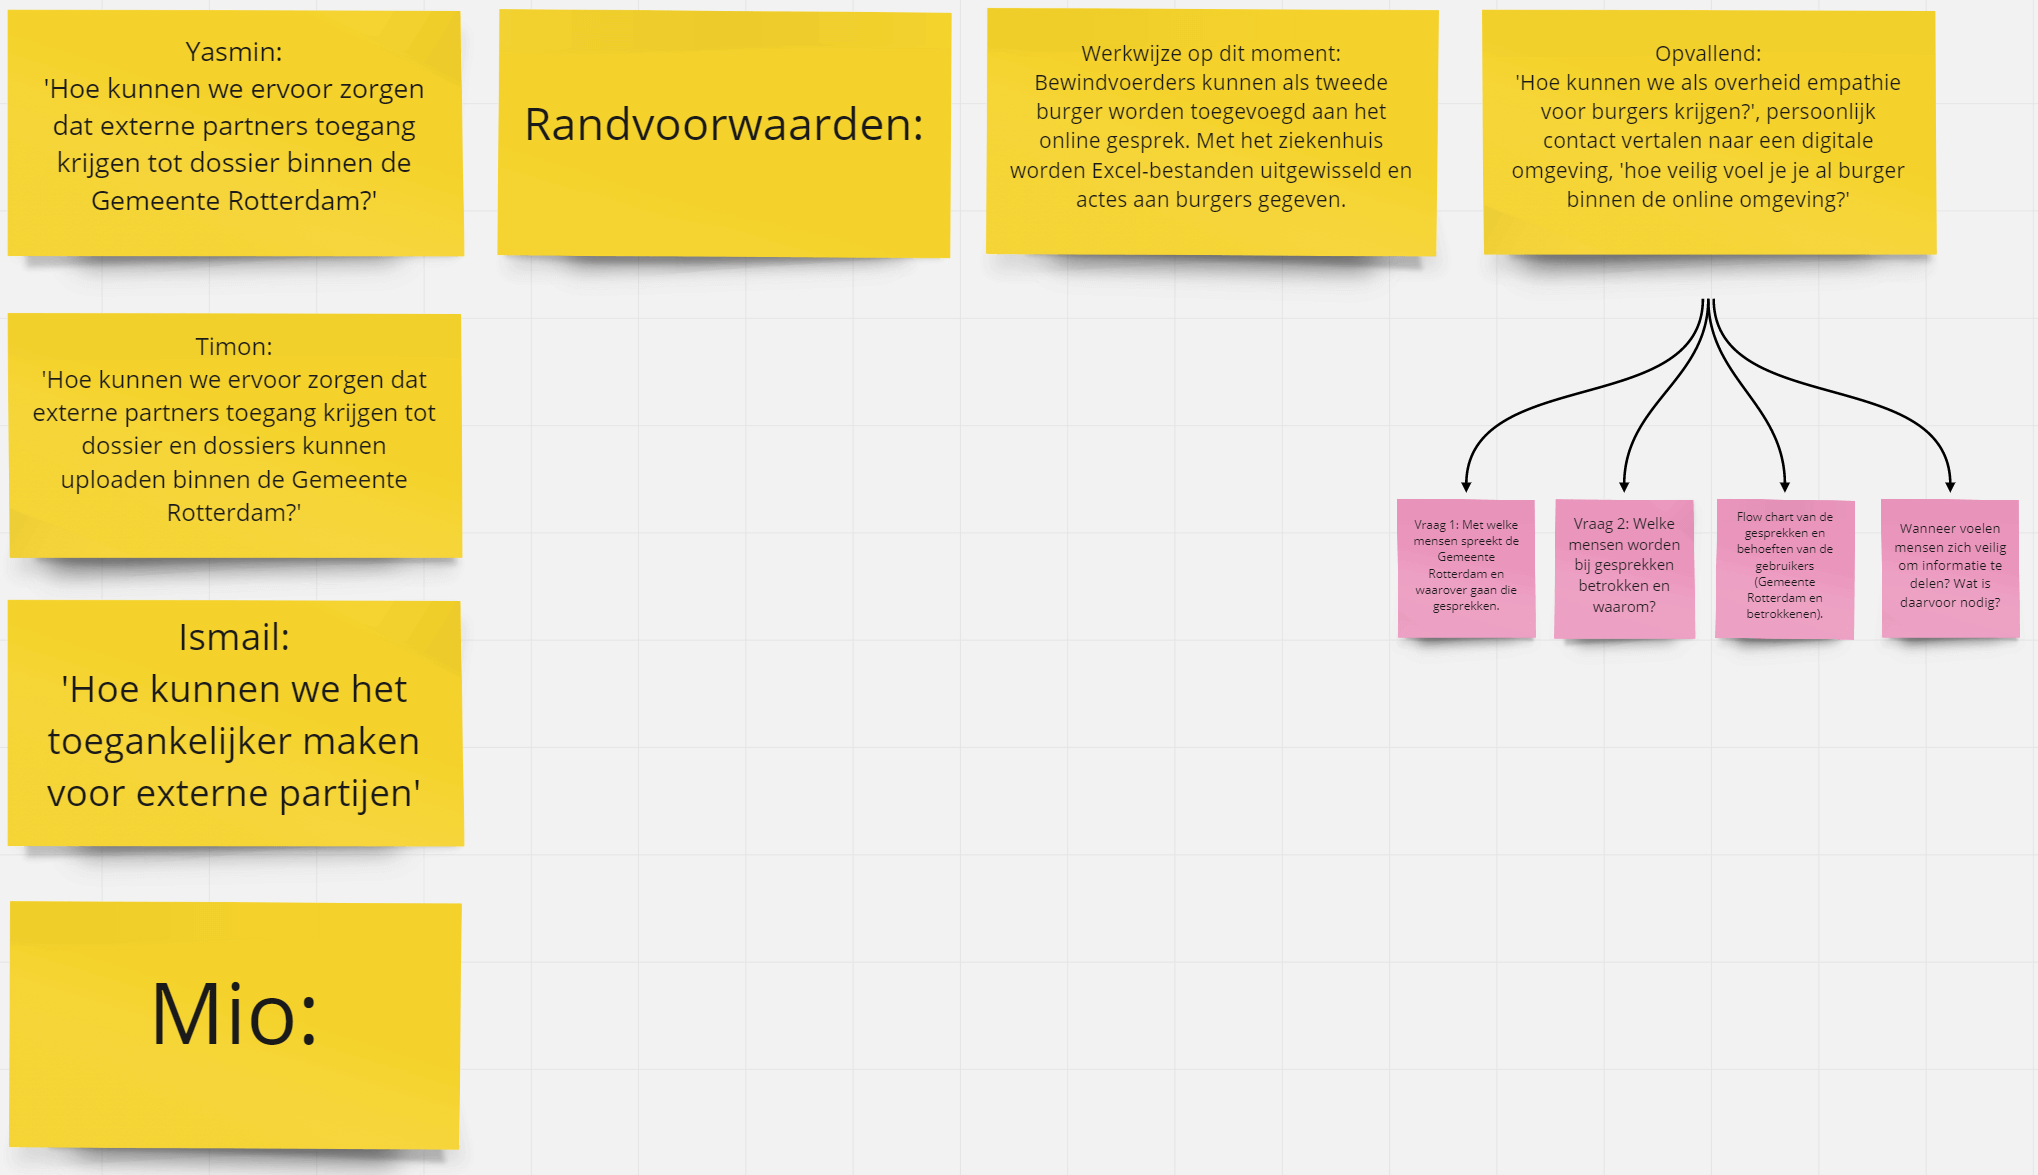 Yasmin:
'Hoe kunnen we ervoor zorgen
dat externe partners toegang
krijgen tot dossier binnen de
Gemeente Rotterdam?'
Randvoorwaarden:
Werkwijze op dit moment:
Bewindvoerders kunnen als tweede
burger worden toegevoegd aan het
online gesprek. Met het ziekenhuis
worden Excel-bestanden uitgewisseld en
actes aan burgers gegeven.
Opvallend:
'Hoe kunnen we als overheid empathie
voor burgers krijgen?', persoonlijk
contact vertalen naar een digitale
omgeving, 'hoe veilig voel je je al burger
binnen de online omgeving?'
Timon:
'Hoe kunnen we ervoor zorgen dat
externe partners toegang krijgen tot
dossier en dossiers kunnen
uploaden binnen de Gemeente
Rotterdam?'
Vraag 1: Met welke
mensen spreekt de
Gemeente
Rotterdam en
waarover gaan die
gesprekken.
Vraag 2: Welke
mensen worden
bij gesprekken
betrokken en
waarom?
Flow chart van de
gesprekken en
behoeften van de
gebruikers
(Gemeente
Rotterdam en
betrokkenen).
Wanneer voelen
mensen zich veilig
om informatie te
delen? Wat is
daarvoor nodig?
Ismail:
'Hoe kunnen we het
toegankelijker maken
voor externe partijen'
Mio: